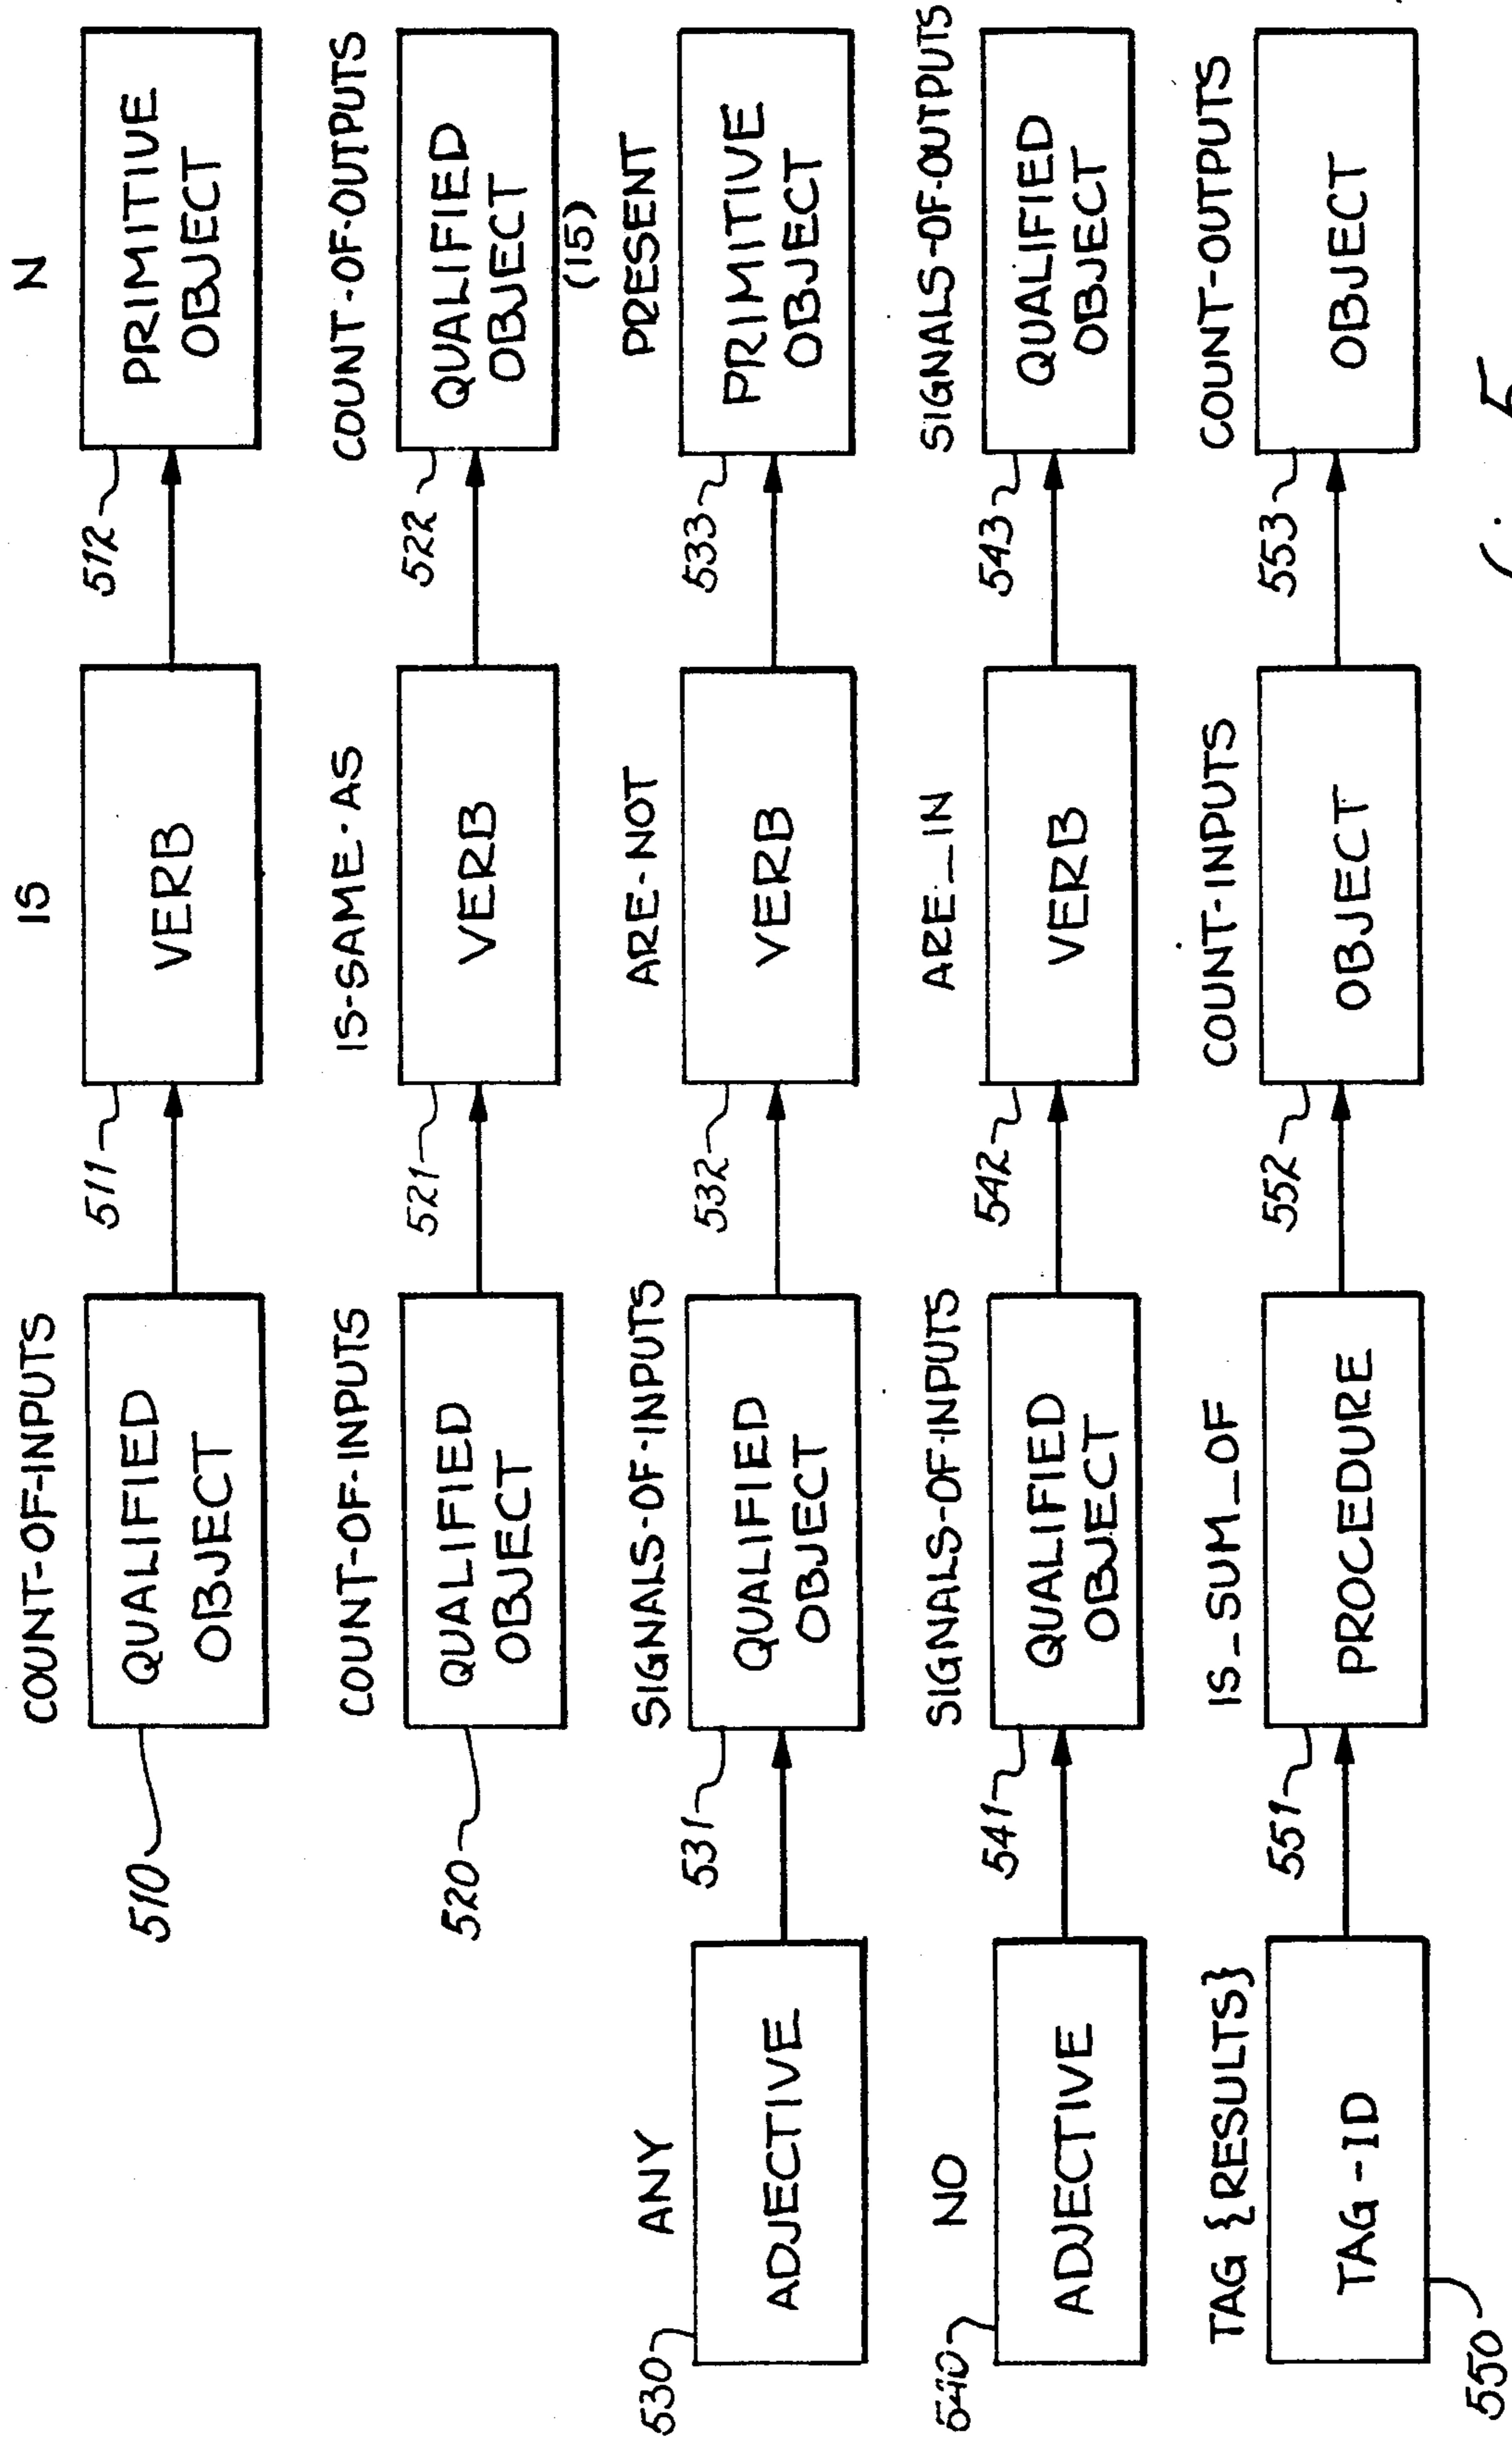 COUNT-OF-INPUTS
IS
N
QUALIFIED
OBJECT
VERB
PRIMITIVE
OBJECT
510
511
512
COUNT-OF-INPUTS
IS-SAME-AS
COUNT-OF-OUTPUTS
QUALIFIED
OBJECT
VERB
QUALIFIED
OBJECT
(15)
520
521
522
ANY
SIGNALS-OF-INPUTS
ARE-NOT
PRESENT
ADJECTIVE
QUALIFIED
OBJECT
VERB
PRIMITIVE
OBJECT
530
531
532
533
NO
SIGNALS-OF-INPUTS
ARE_IN
SIGNALS-OF-OUTPUTS
ADJECTIVE
QUALIFIED
OBJECT
VERB
QUALIFIED
OBJECT
540
541
542
543
TAG {RESULTS}
IS_SUM_OF
COUNT-INPUTS
COUNT-OUTPUTS
TAG-ID
PROCEDURE
OBJECT
OBJECT
550
551
552
553